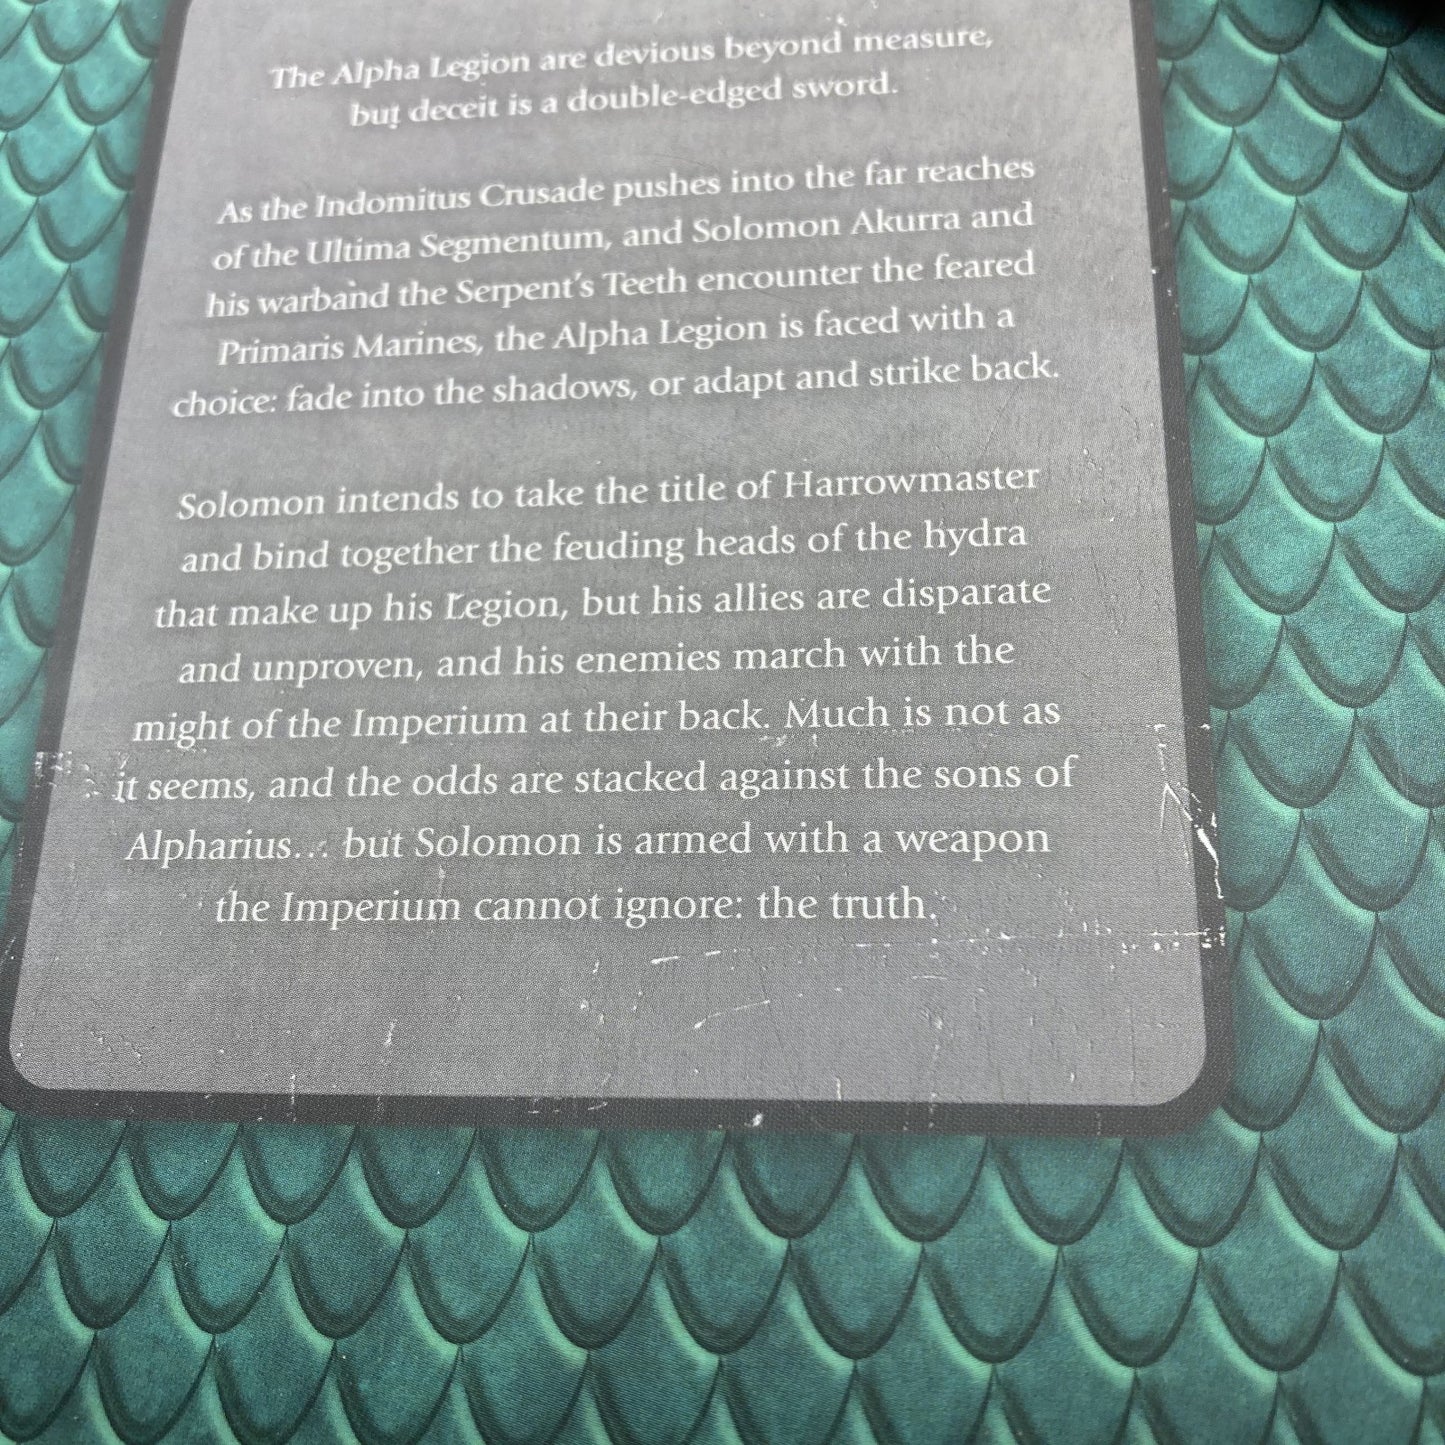 The Alpha Legion are devious beyond measure,
but deceit is a double-edged sword.
As the Indomitus Crusade pushes into the far reaches
of the Ultima Segmentum, and Solomon Akurra and
his warband the Serpent's Teeth encounter the feared
Primaris Marines, the Alpha Legion is faced with a
choice: fade into the shadows, or adapt and strike back.
Solomon intends to take the title of Harrowmaster
and bind together the feuding heads of the hydra
that make up his Legion, but his allies are disparate
and unproven, and his enemies march with the
might of the Imperium at their back. Much is not as
it seems, and the odds are stacked against the sons of
Alpharius... but Solomon is armed with a weapon
the Imperium cannot ignore: the truth.